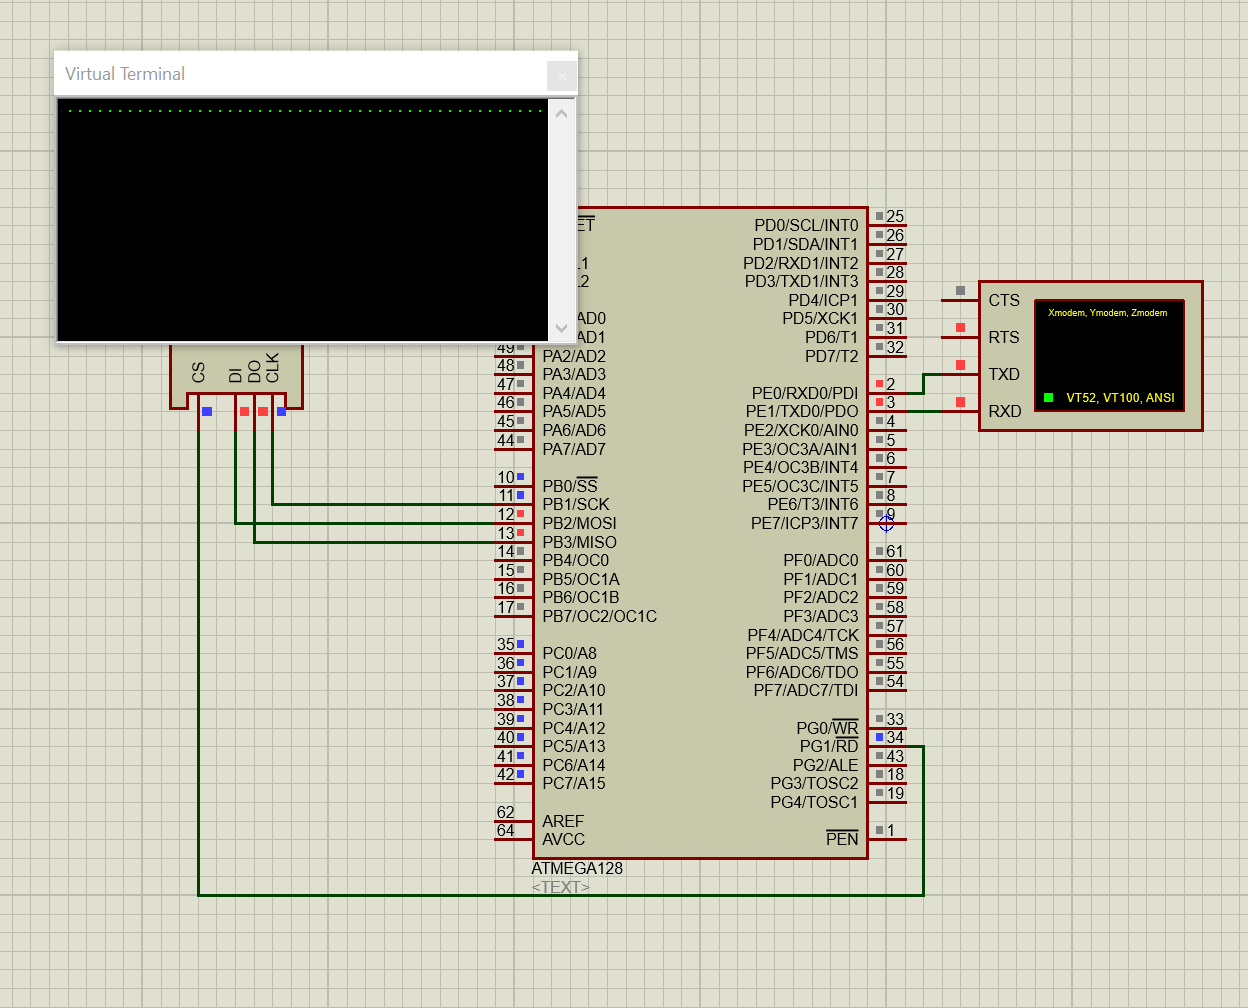 Virtual Terminal
................................................
CS
DI
DO
CLK
ET
L1
L2
AD0
AD1
49
PA2/AD2
48
PA3/AD3
47
PA4/AD4
46
PA5/AD5
45
PA6/AD6
44
PA7/AD7
10
PB0/SS
11
PB1/SCK
12
PB2/MOSI
13
PB3/MISO
14
PB4/OC0
15
PB5/OC1A
16
PB6/OC1B
17
PB7/OC2/OC1C
35
PC0/A8
36
PC1/A9
37
PC2/A10
38
PC3/A11
39
PC4/A12
40
PC5/A13
41
PC6/A14
42
PC7/A15
62
AREF
64
AVCC
PD0/SCL/INT0
25
PD1/SDA/INT1
26
PD2/RXD1/INT2
27
PD3/TXD1/INT3
28
PD4/ICP1
29
PD5/XCK1
30
PD6/T1
31
PD7/T2
32
PE0/RXD0/PDI
2
PE1/TXD0/PDO
3
PE2/XCK0/AIN0
4
PE3/OC3A/AIN1
5
PE4/OC3B/INT4
6
PE5/OC3C/INT5
7
PE6/T3/INT6
8
PE7/ICP3/INT7
9
PF0/ADC0
61
PF1/ADC1
60
PF2/ADC2
59
PF3/ADC3
58
PF4/ADC4/TCK
57
PF5/ADC5/TMS
56
PF6/ADC6/TDO
55
PF7/ADC7/TDI
54
PG0/WR
33
PG1/RD
34
PG2/ALE
43
PG3/TOSC2
18
PG4/TOSC1
19
PEN
1
ATMEGA128
<TEXT>
CTS
RTS
TXD
RXD
Xmodem, Ymodem, Zmodem
VT52, VT100, ANSI